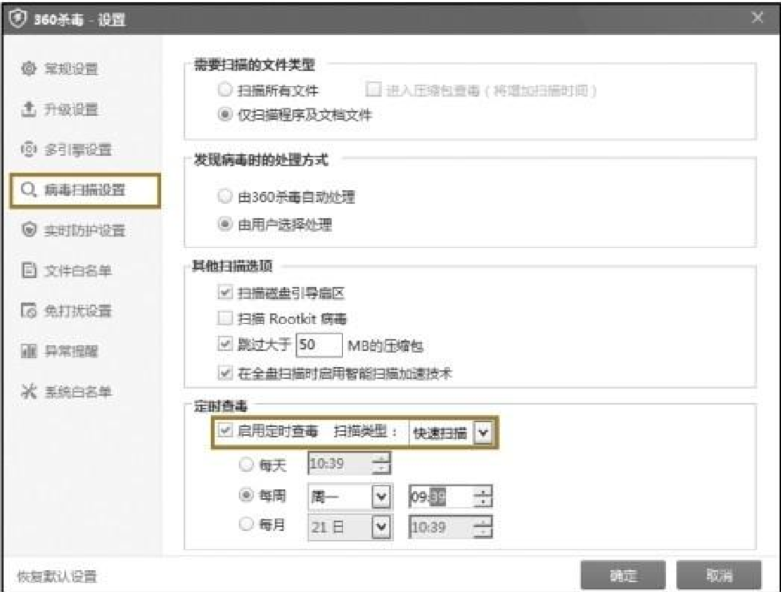 360杀毒 - 设置
常规设置
升级设置
多引擎设置
病毒扫描设置
实时防护设置
文件白名单
免打扰设置
异常提醒
系统白名单
恢复默认设置
需要扫描的文件类型
扫描所有文件 进入压缩包查毒（将增加扫描时间）
仅扫描程序及文档文件
发现病毒时的处理方式
由360杀毒自动处理
由用户选择处理
其他扫描选项
扫描磁盘引导扇区
扫描 Rootkit 病毒
跳过大于 50 MB的压缩包
在全盘扫描时启用智能扫描加速技术
定时查毒
启用定时查毒 扫描类型： 快速扫描
每天 10:39
每周 周一 09:39
每月 21 日 10:39
确定 取消